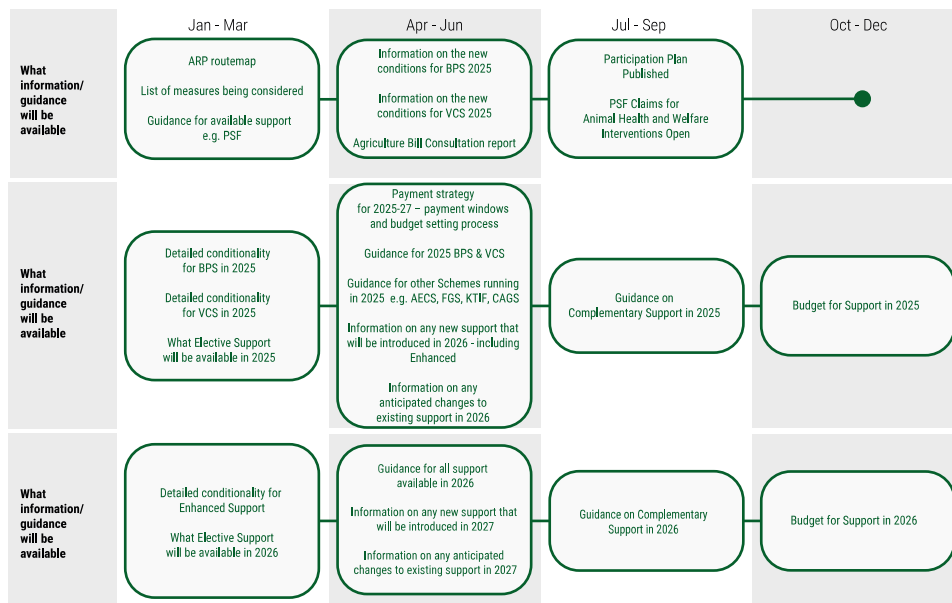 Jan - Mar
Apr - Jun
Jul - Sep
Oct - Dec
What
information/
guidance
will be
available
ARP routemap
List of measures being considered
Guidance for available support
e.g. PSF
Information on the new
conditions for BPS 2025
Information on the new
conditions for VCS 2025
Agriculture Bill Consultation report
Participation Plan
Published
PSF Claims for
Animal Health and Welfare
Interventions Open
What
information/
guidance
will be
available
Detailed conditionality
for BPS in 2025
Detailed conditionality
for VCS in 2025
What Elective Support
will be available in 2025
Payment strategy
for 2025-27 – payment windows
and budget setting process
Guidance for 2025 BPS & VCS
Guidance for other Schemes running
in 2025 e.g. AECS, FGS, KTIF, CAGS
Information on any new support that
will be introduced in 2026 - including
Enhanced
Information on any
anticipated changes to
existing support in 2026
Guidance on
Complementary Support in 2025
Budget for Support in 2025
What
information/
guidance
will be
available
Detailed conditionality for
Enhanced Support
What Elective Support
will be available in 2026
Guidance for all support
available in 2026
Information on any new support that
will be introduced in 2027
Information on any anticipated
changes to existing support in 2027
Guidance on Complementary
Support in 2026
Budget for Support in 2026